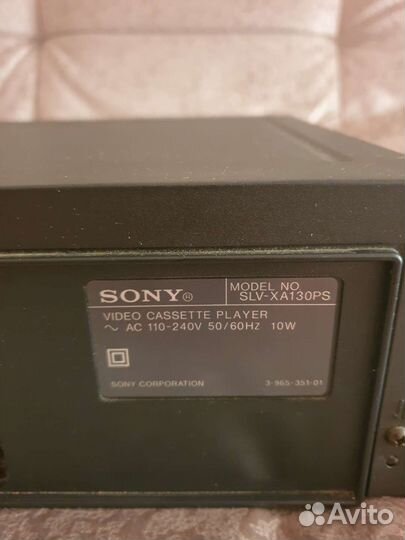 SONY®
MODEL NO.
SLV-XA130PS
VIDEO CASSETTE PLAYER
~ AC 110-240V 50/60HZ 10W
SONY CORPORATION
3-965-351-01
Avito